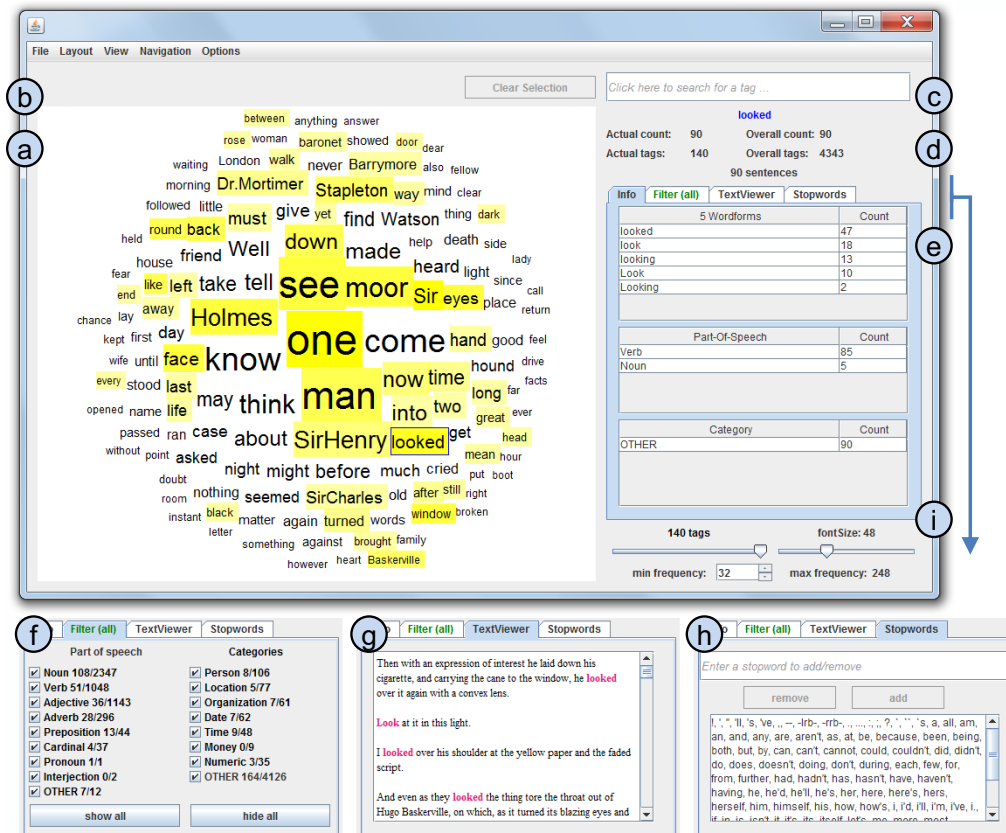 File Layout View Navigation Options
b
Clear Selection
Click here to search for a tag ...
c
a
between anything answer
rose woman baronet showed door dear
waiting London walk never Barrymore also fellow
morning Dr.Mortimer Stapleton way mind clear
followed little must give yet find Watson thing dark
held round back Well down made help death side
house friend heard light since lady
fear end like left take tell see moor Sir eyes place call return
chance lay away Holmes
kept first day one come hand good feel
wife until face know hound drive
every stood last man now time long far facts
opened name life may think into two great ever
passed ran case about SirHenry looked get head
without point asked mean hour
doubt night might before much cried put boot
room nothing seemed SirCharles old after still right
instant black matter again turned words window broken
letter something against brought family
however heart Baskerville
looked
Actual count: 90 Overall count: 90
d
Actual tags: 140 Overall tags: 4343
90 sentences
Info Filter (all) TextViewer Stopwords
5 Wordforms Count
looked 47
e
look 18
looking 13
Look 10
Looking 2
Part-Of-Speech Count
Verb 85
Noun 5
Category Count
OTHER 90
i
140 tags fontSize: 48
min frequency: 32 max frequency: 248
f
Filter (all) TextViewer Stopwords
Part of speech Categories
Noun 108/2347 Person 8/106
Verb 51/1048 Location 5/77
Adjective 36/1143 Organization 7/61
Adverb 28/296 Date 7/62
Preposition 13/44 Time 9/48
Cardinal 4/37 Money 0/9
Pronoun 1/1 Numeric 3/35
Interjection 0/2 OTHER 164/4126
OTHER 7/12
show all hide all
g
o Filter (all) TextViewer Stopwords
Then with an expression of interest he laid down his
cigarette, and carrying the cane to the window, he looked
over it again with a convex lens.
Look at it in this light.
I looked over his shoulder at the yellow paper and the faded
script.
And even as they looked the thing tore the throat out of
Hugo Baskerville, on which, as it turned its blazing eyes and
h
o Filter (all) TextViewer Stopwords
Enter a stopword to add/remove
remove add
!, ', '', 'll, 's, 've, ,, --, -lrb-, -rrb-, ., ..., :, ;, ?, `, ``, `s, a, all, am,
an, and, any, are, aren't, as, at, be, because, been, being,
both, but, by, can, can't, cannot, could, couldn't, did, didn't,
do, does, doesn't, doing, don't, during, each, few, for,
from, further, had, hadn't, has, hasn't, have, haven't,
having, he, he'd, he'll, he's, her, here, here's, hers,
herself, him, himself, his, how, how's, i, i'd, i'll, i'm, i've, i.,
if, in, is, isn't, it, it's, its, itself, let's, me, more, most,